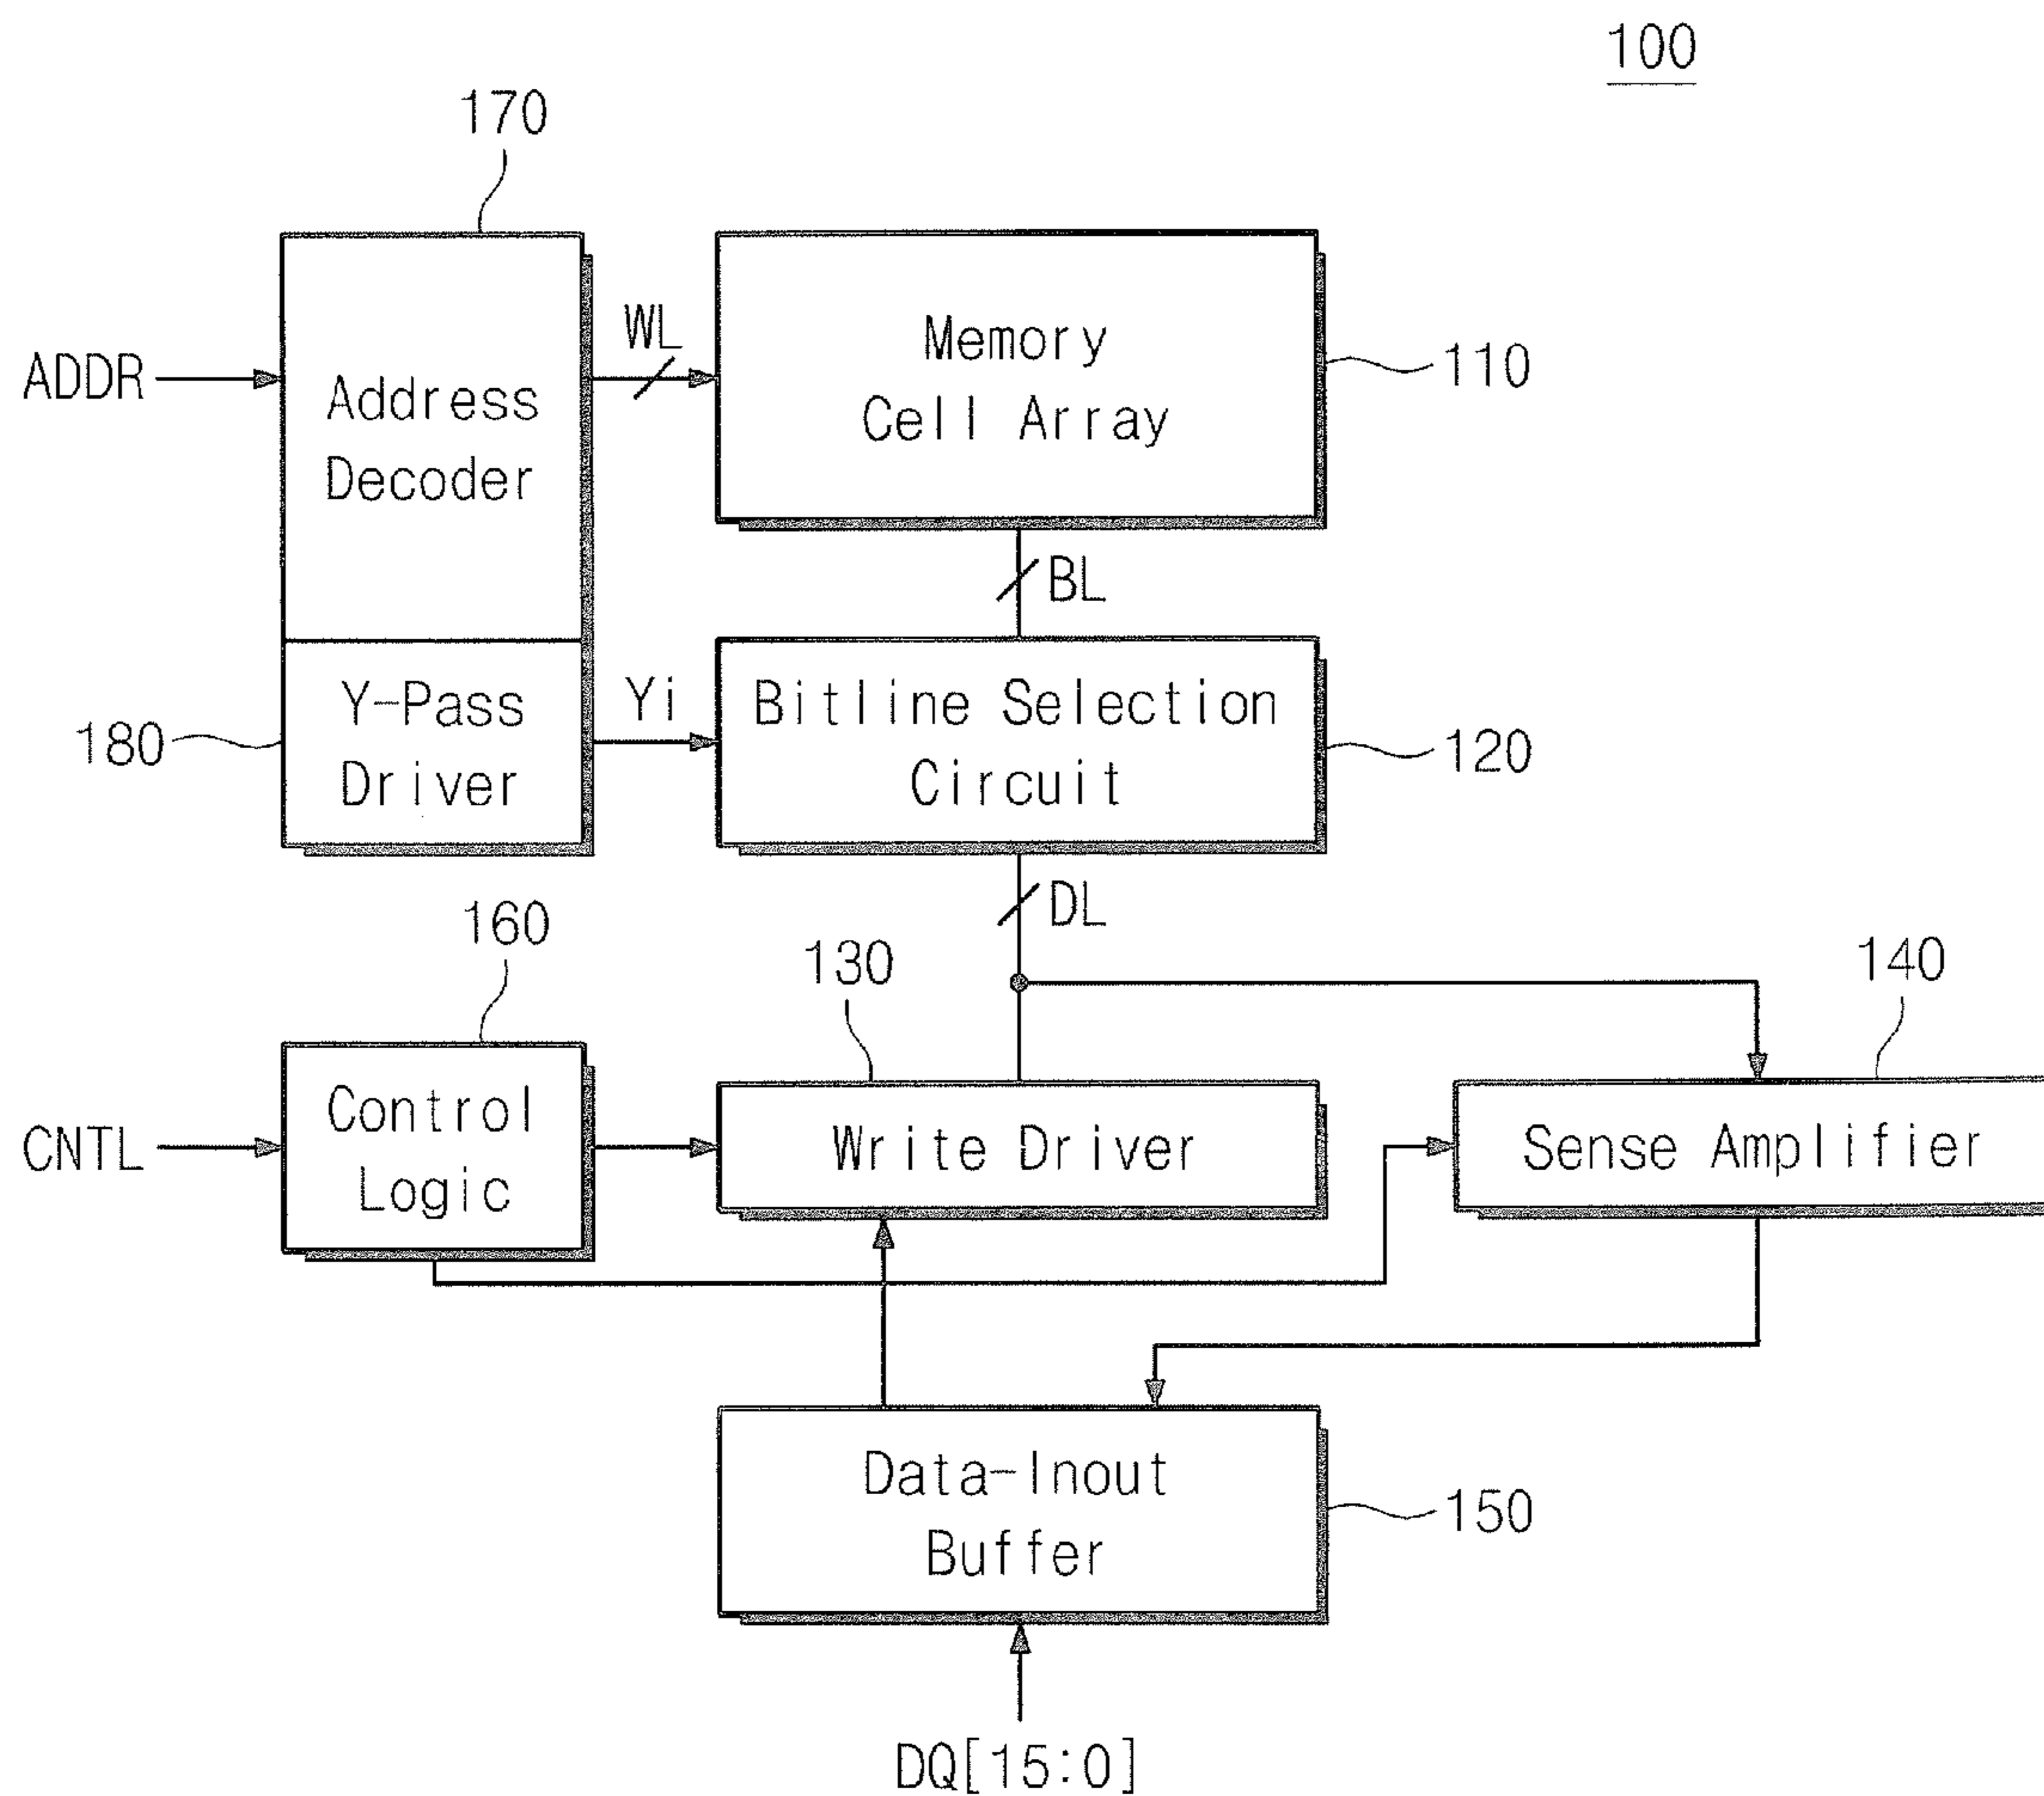 100
170
ADDR
Address
Decoder
WL
Memory
Cell Array
110
BL
180
Y-Pass
Driver
Yi
Bitline Selection
Circuit
120
DL
160
130
140
CNTL
Control
Logic
Write Driver
Sense Amplifier
Data-Inout
Buffer
150
DQ[15:0]